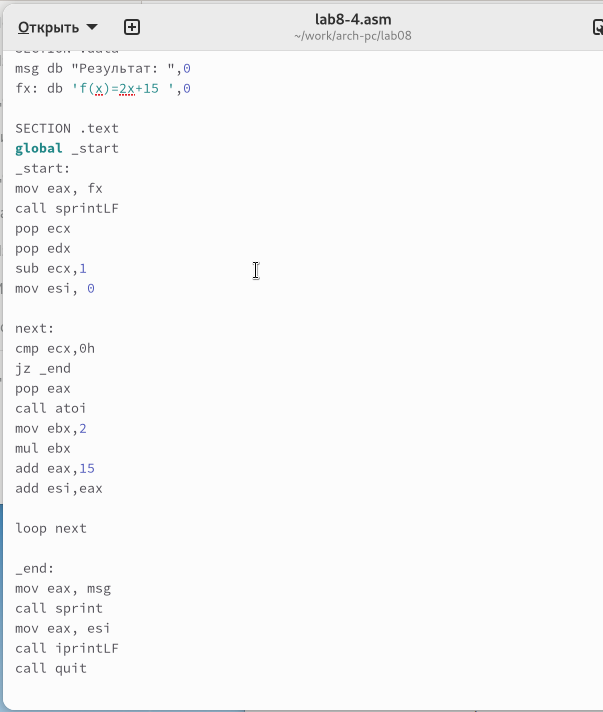 Открыть
lab8-4.asm
~/work/arch-pc/lab08
msg db "Результат: ",0
fx: db 'f(x)=2x+15 ',0
SECTION .text
global _start
_start:
mov eax, fx
call sprintLF
pop ecx
pop edx
sub ecx,1
mov esi, 0
next:
cmp ecx,0h
jz _end
pop eax
call atoi
mov ebx,2
mul ebx
add eax,15
add esi,eax
loop next
_end:
mov eax, msg
call sprint
mov eax, esi
call iprintLF
call quit